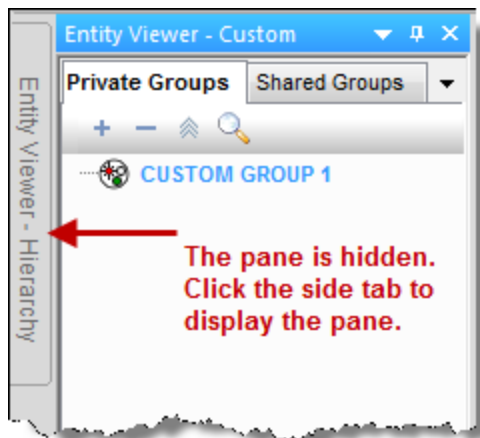 Entity Viewer - Custom
Private Groups Shared Groups
CUSTOM GROUP 1
Entity Viewer - Hierarchy
The pane is hidden.
Click the side tab to
display the pane.